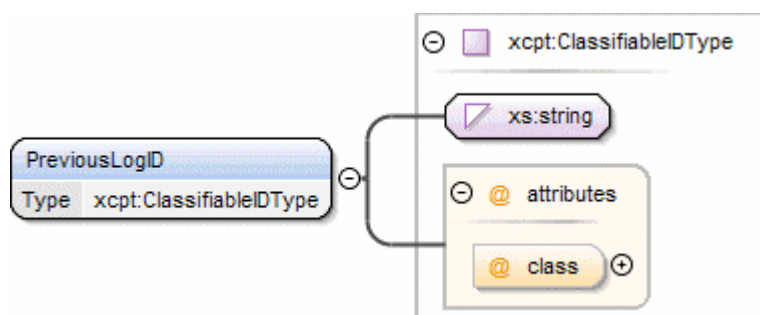 xcpt:ClassifiableIDType
xs:string
PreviousLogID
Type xcpt:ClassifiableIDType
@ attributes
@ class